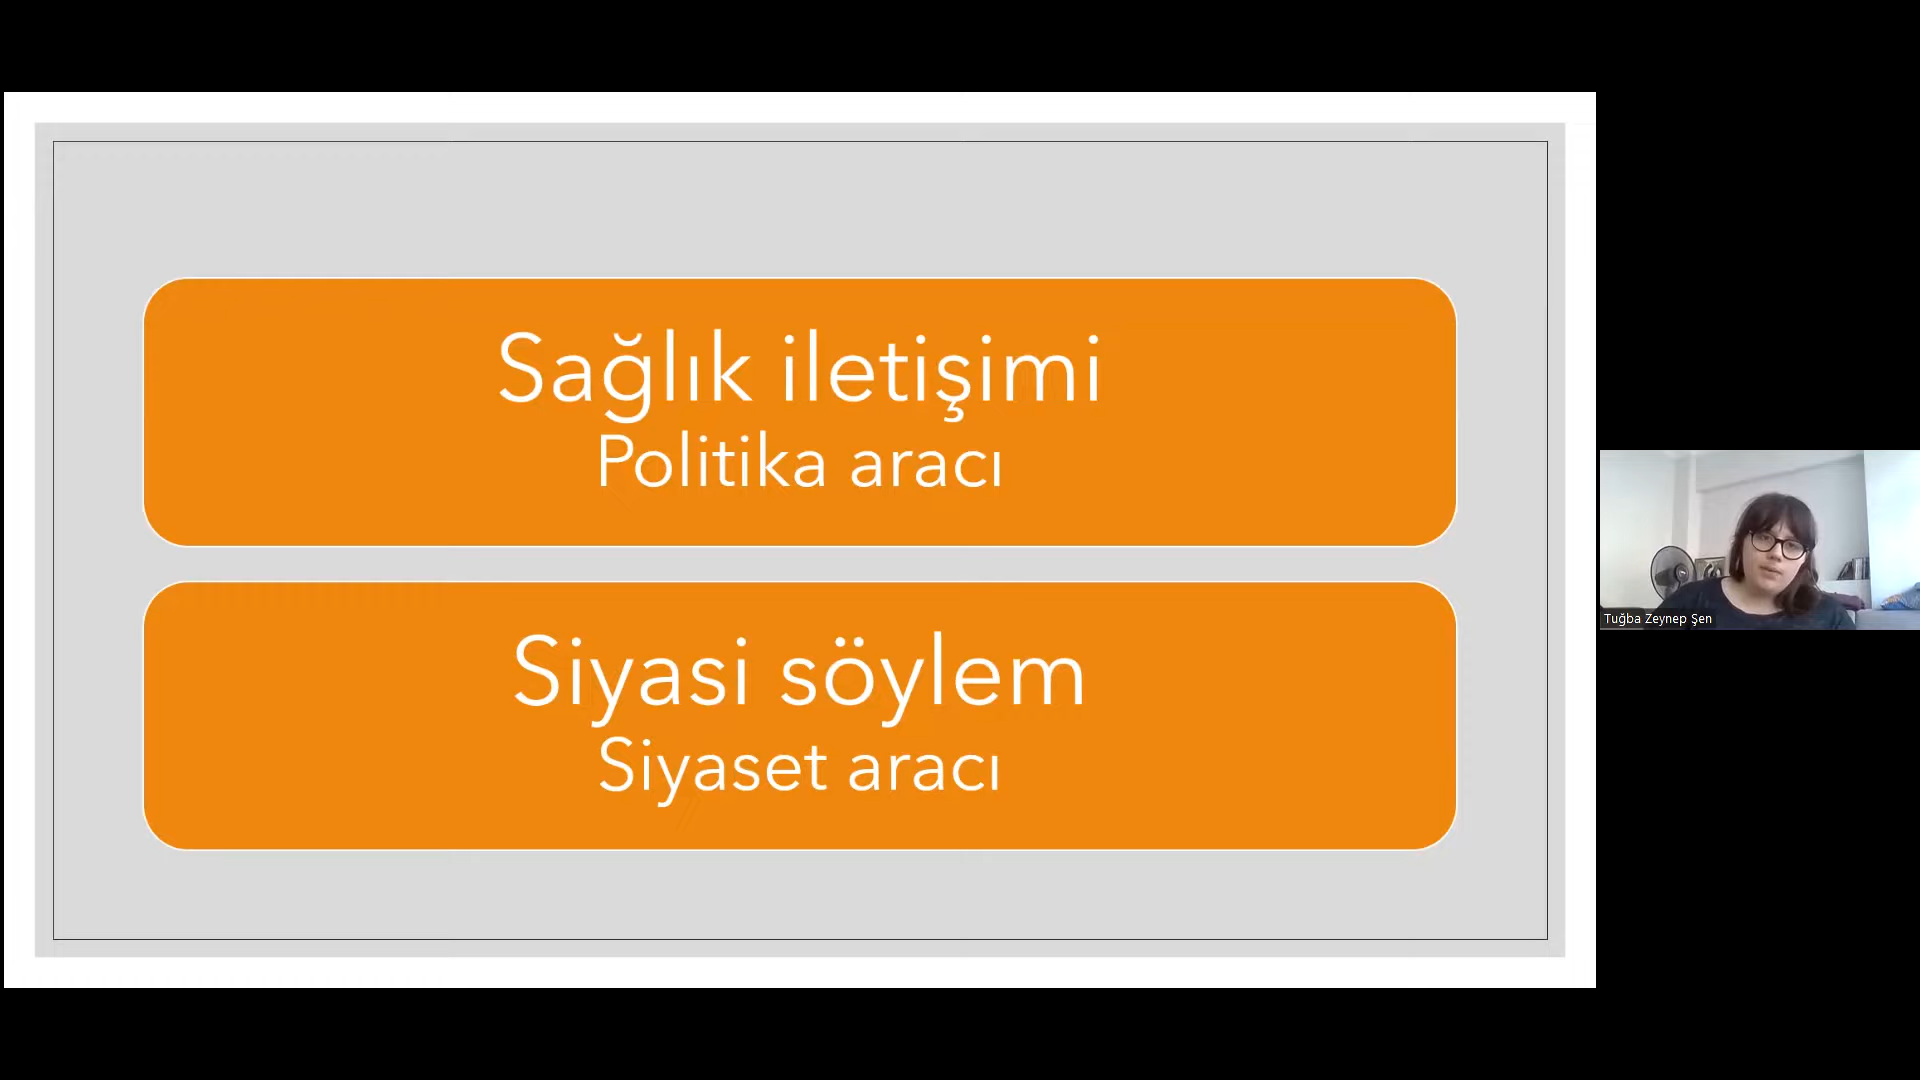 Sağlık iletişimi
Politika aracı
Siyasi söylem
Siyaset aracı
Tuğba Zeynep Şen